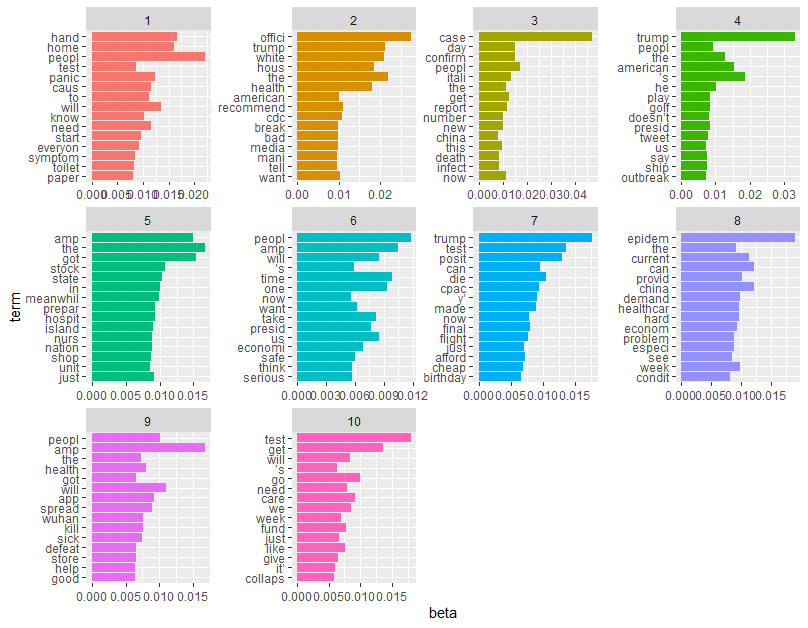 1
hand
home
peopl
test
panic
caus
to
will
know
need
start
everyon
symptom
toilet
paper
0.000 0.005 0.010 0.015 0.020
2
offici
trump
white
hous
the
health
american
recommend
cdc
break
bad
media
mani
tell
want
0.00 0.01 0.02
3
case
day
confirm
peopl
itali
the
get
report
number
new
china
this
death
infect
now
0.00 0.01 0.02 0.03 0.04
4
trump
peopl
the
american
's
he
play
golf
doesn't
presid
tweet
us
say
ship
outbreak
0.00 0.01 0.02 0.03
term
5
amp
the
got
stock
state
in
meanwhil
prepar
hospit
island
nurs
nation
shop
unit
just
0.000 0.005 0.010 0.015
6
peopl
amp
will
's
time
one
now
want
take
presid
us
economi
safe
think
serious
0.000 0.003 0.006 0.009 0.012
7
trump
test
posit
can
die
cpac
y'
made
now
final
flight
just
afford
cheap
birthday
0.000 0.005 0.010 0.015
8
epidem
the
current
can
provid
china
demand
healthcar
hard
econom
problem
especi
see
week
condit
0.000 0.005 0.010 0.015
9
peopl
amp
the
health
got
will
app
spread
wuhan
kill
sick
defeat
store
help
good
0.000 0.005 0.010 0.015
10
test
get
will
's
go
need
care
we
week
fund
just
like
give
it'
collaps
0.000 0.005 0.010 0.015
beta